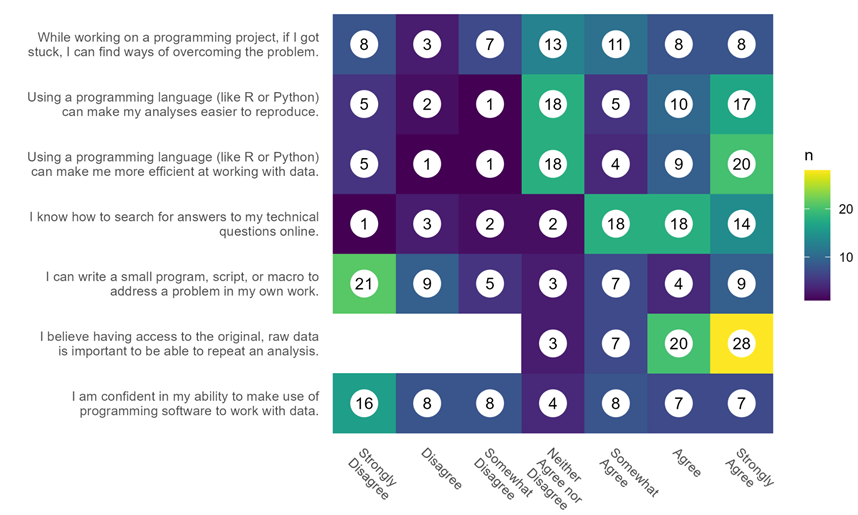 While working on a programming project, if I got
stuck, I can find ways of overcoming the problem.
8 3 7 13 11 8 8
Using a programming language (like R or Python)
can make my analyses easier to reproduce.
5 2 1 18 5 10 17
Using a programming language (like R or Python)
can make me more efficient at working with data.
5 1 1 18 4 9 20
I know how to search for answers to my technical
questions online.
1 3 2 2 18 18 14
I can write a small program, script, or macro to
address a problem in my own work.
21 9 5 3 7 4 9
I believe having access to the original, raw data
is important to be able to repeat an analysis.
3 7 20 28
I am confident in my ability to make use of
programming software to work with data.
16 8 8 4 8 7 7
Strongly
Disagree
Disagree
Somewhat
Disagree
Neither
Agree nor
Disagree
Somewhat
Agree
Agree
Strongly
Agree
n
20
10